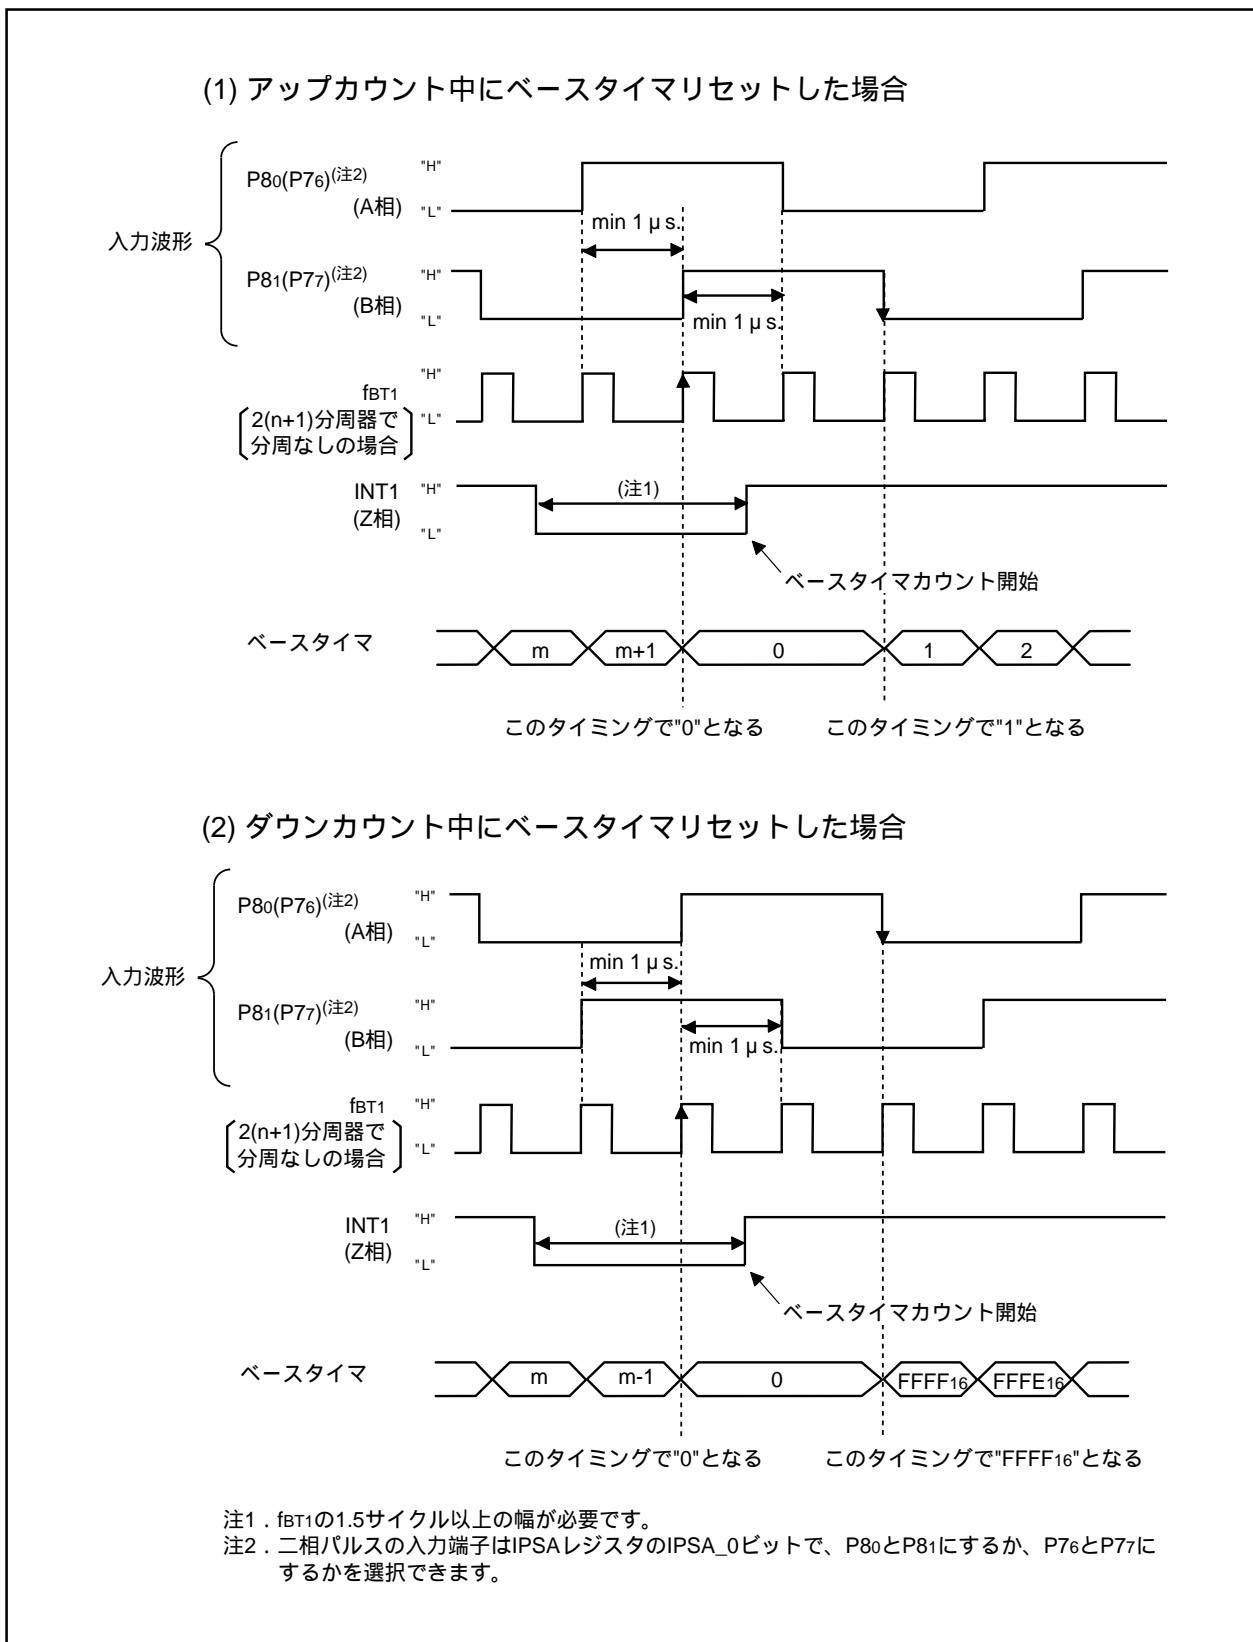 (1) アップカウント中にベースタイマリセットした場合
入力波形
P80(P76)(注2)
(A相)
"H"
"L"
min 1 μ s.
P81(P77)(注2)
(B相)
"H"
"L"
min 1 μ s.
fBT1
2(n+1)分周器で
分周なしの場合
"H"
"L"
INT1
(Z相)
"H"
"L"
(注1)
ベースタイマカウント開始
ベースタイマ
m
m+1
0
1
2
このタイミングで"0"となる
このタイミングで"1"となる
(2) ダウンカウント中にベースタイマリセットした場合
入力波形
P80(P76)(注2)
(A相)
"H"
"L"
min 1 μ s.
P81(P77)(注2)
(B相)
"H"
"L"
min 1 μ s.
fBT1
2(n+1)分周器で
分周なしの場合
"H"
"L"
INT1
(Z相)
"H"
"L"
(注1)
ベースタイマカウント開始
ベースタイマ
m
m-1
0
FFFF16
FFFE16
このタイミングで"0"となる
このタイミングで"FFFF16"となる
注1．fBT1の1.5サイクル以上の幅が必要です。
注2．二相パルスの入力端子はIPSAレジスタのIPSA_0ビットで、P80とP81にするか、P76とP77に
するかを選択できます。